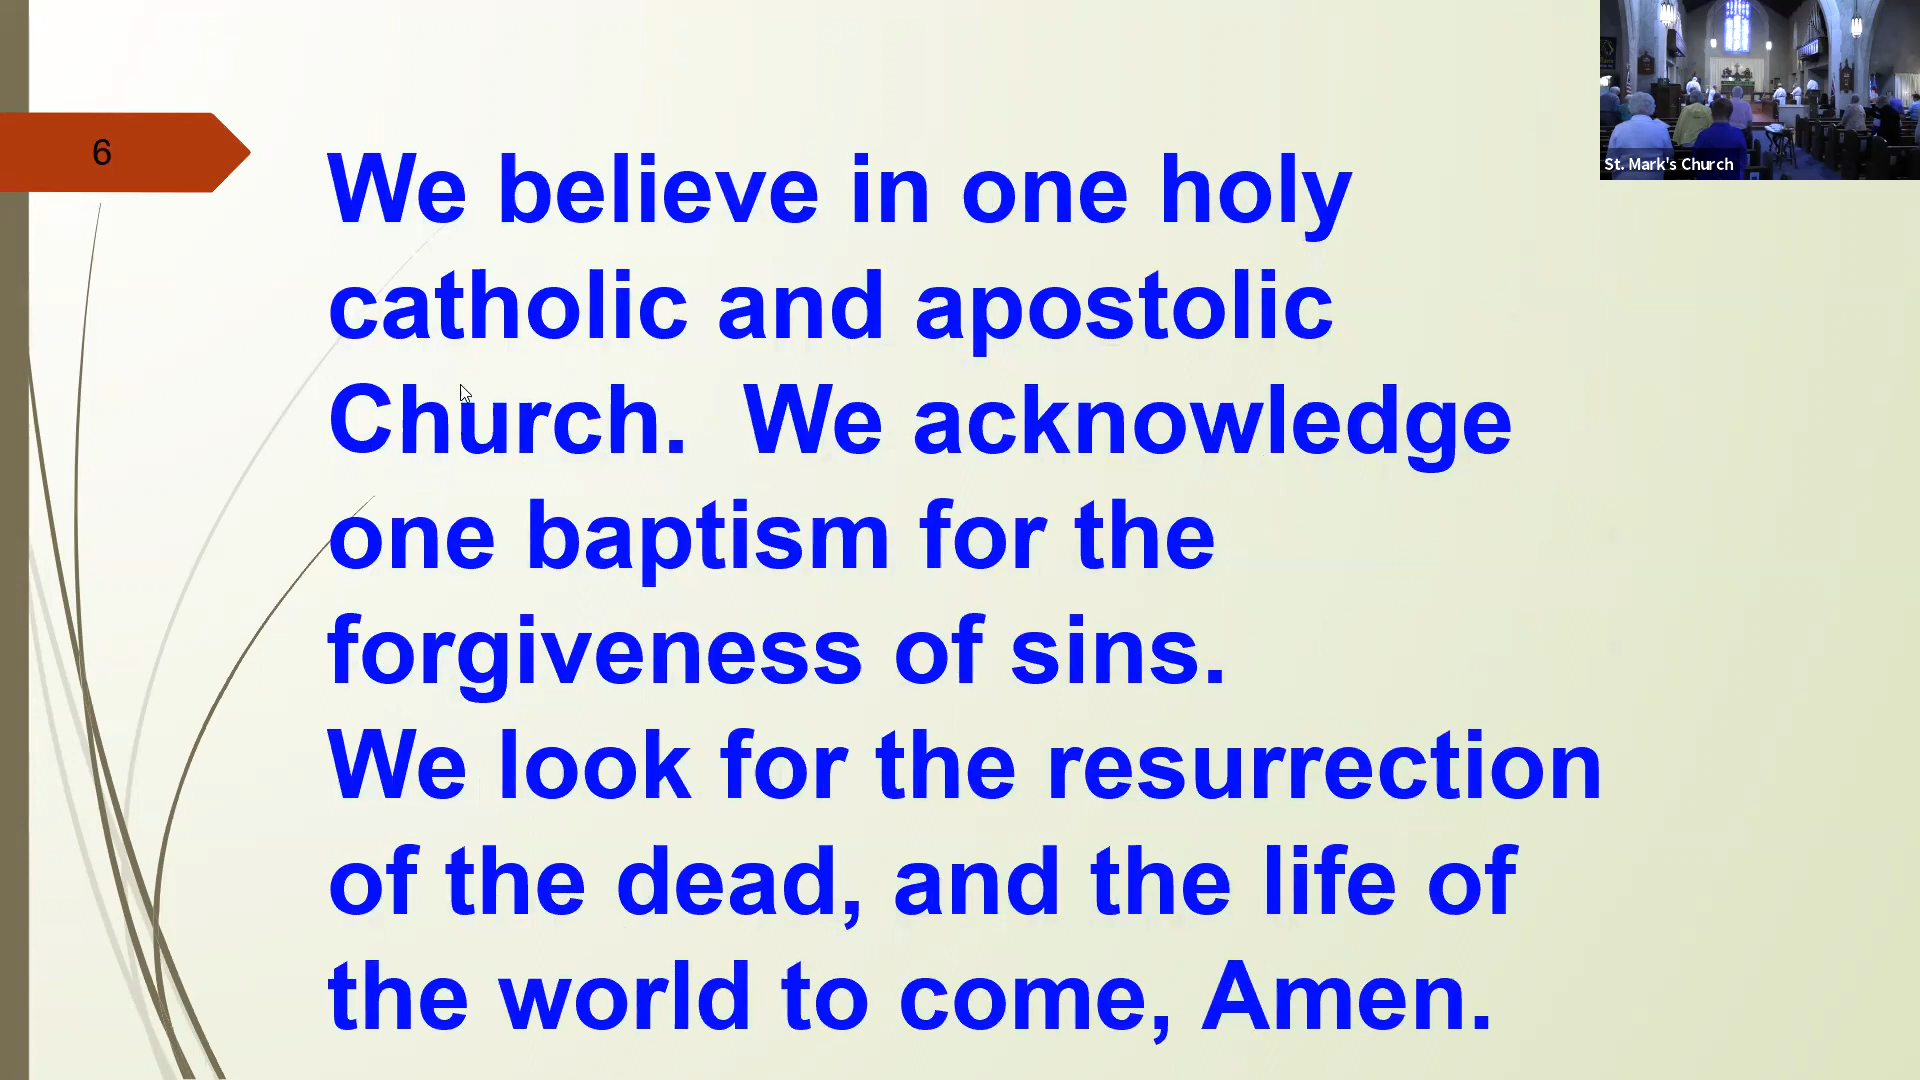 6
We believe in one holy
catholic and apostolic
Church.  We acknowledge
one baptism for the
forgiveness of sins.
We look for the resurrection
of the dead, and the life of
the world to come, Amen.
St. Mark's Church